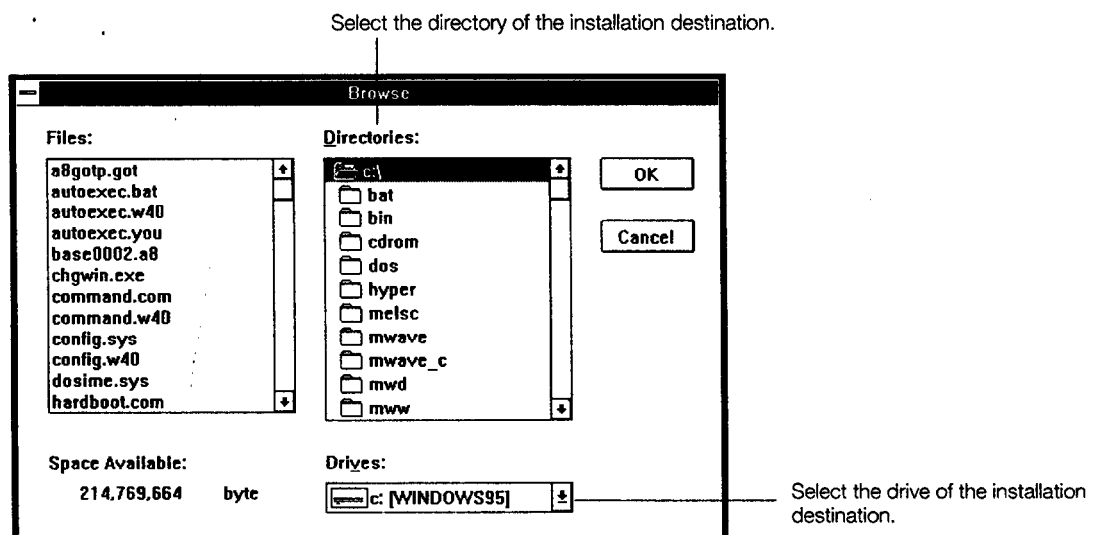 Select the directory of the installation destination.
Browse
Files:
a8gotp.got
autoexec.bat
autoexec.w40
autoexec.you
base0002.a8
chgwin.exe
command.com
command.w40
config.sys
config.w40
dosime.sys
hardboot.com
Directories:
c:\
bat
bin
cdrom
dos
hyper
melsc
mwave
mwave_c
mwd
mww
OK
Cancel
Space Available:
214,769,664 byte
Drives:
c: [WINDOWS95]
Select the drive of the installation
destination.